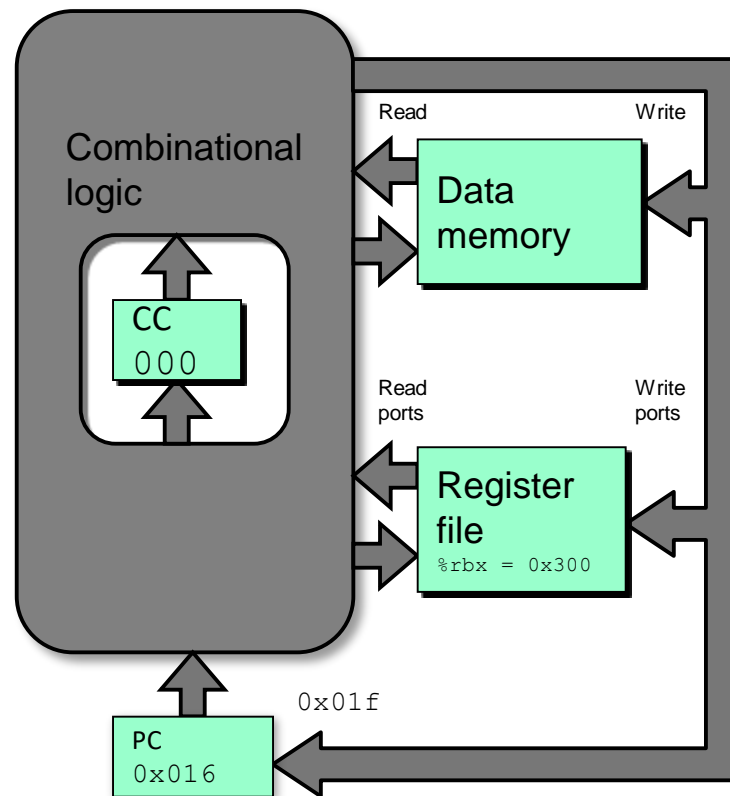 Read
Write
Combinational
logic
Data
memory
CC
000
Read
ports
Write
ports
Register
file
%rbx = 0x300
0x01f
PC
0x016